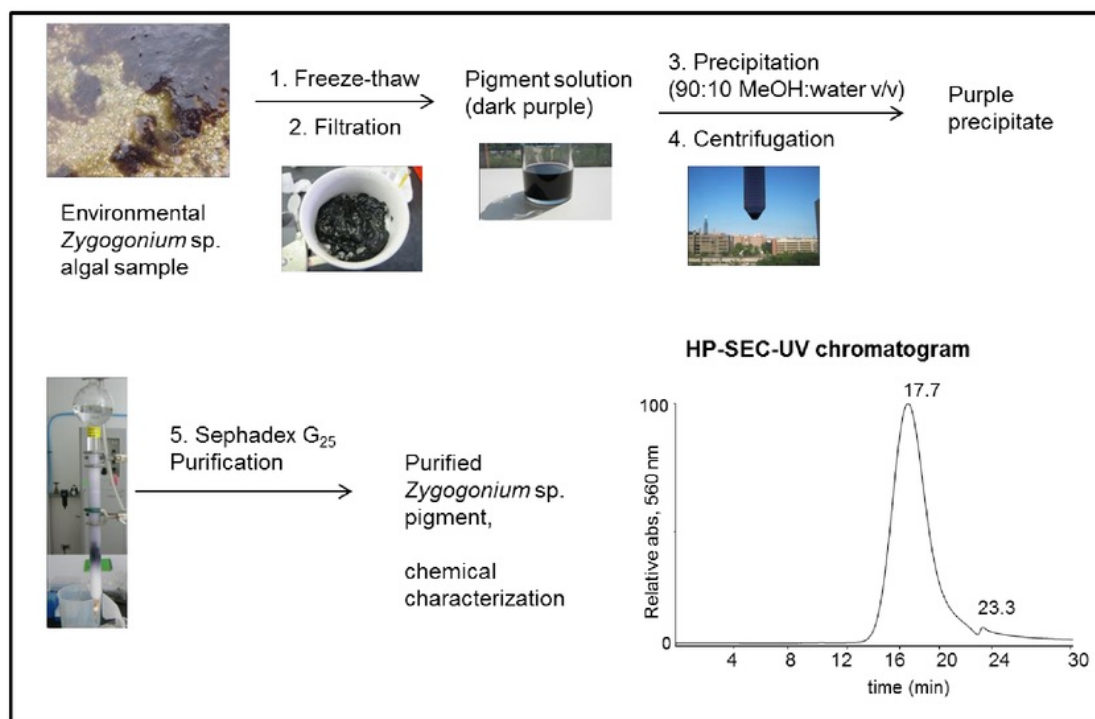 1. Freeze-thaw
2. Filtration
Pigment solution
(dark purple)
3. Precipitation
(90:10 MeOH:water v/v)
4. Centrifugation
Purple
precipitate
Environmental
Zygogonium sp.
algal sample
5. Sephadex G25
Purification
Purified
Zygogonium sp.
pigment,
chemical
characterization
HP-SEC-UV chromatogram
17.7
100
Relative abs, 560 nm
23.3
0
4 8 12 16 20 24 30
time (min)